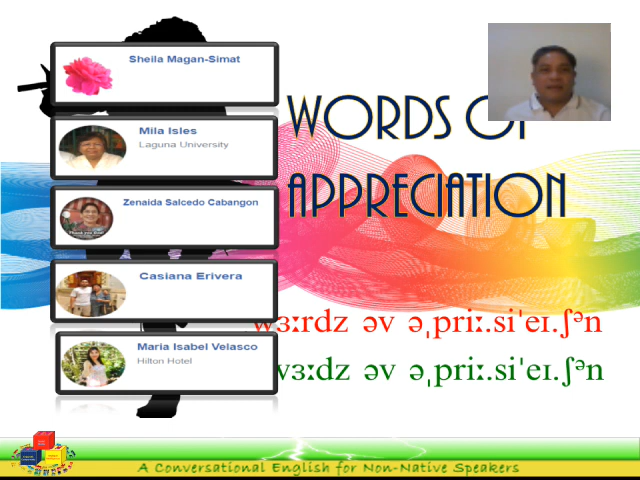 Sheila Magan-Simat
Mila Isles
Laguna University
Zenaida Salcedo Cabangon
Casiana Erivera
Maria Isabel Velasco
Hilton Hotel
WORDS OF
APPRECIATION
wɜːrdz əv əˌpriː.siˈeɪ.ʃᵊn
wɜːdz əv əˌpriː.siˈeɪ.ʃᵊn
A Conversational English for Non-Native Speakers